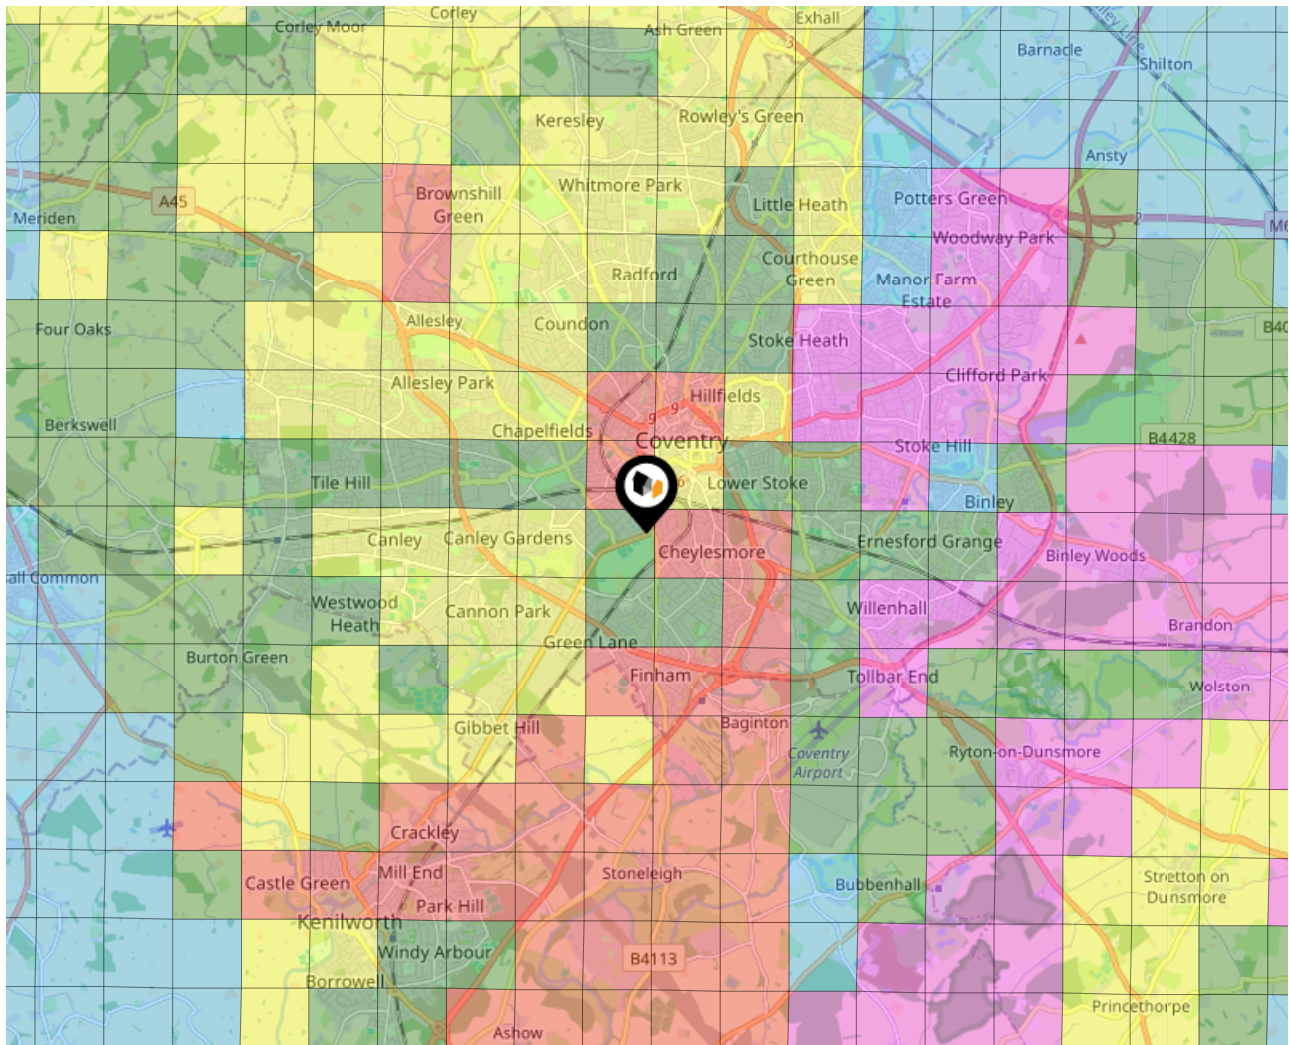 Corley
Exhall
Corley Moor
Ash Green
3
Barnacle
Shilton
Keresley
Rowley's Green
Ansty
Whitmore Park
Brownshill
Green
A45
Little Heath
Potters Green
Meriden
2
Woodway Park
Courthouse
Green
Radford
Manor Farm
Estate
Four Oaks
Allesley
Coundon
Stoke Heath
Allesley Park
Clifford Park
Hillfields
9
9
Berkswell
Chapelfields
Coventry
B4428
Stoke Hill
Tile Hill
6
Lower Stoke
Binley
Canley
Canley Gardens
Cheylesmore
Ernesford Grange
Binley Woods
Westwood
Heath
Cannon Park
Willenhall
Brandon
Green Lane
Burton Green
Finham
Tollbar End
Wolston
Gibbet Hill
Baginton
Coventry
Airport
Ryton-on-Dunsmore
Crackley
Castle Green
Mill End
Stoneleigh
Bubbenhall
Stretton on
Dunsmore
Park Hill
Kenilworth
Windy Arbour
B4113
Borrowell
Princethorpe
Ashow